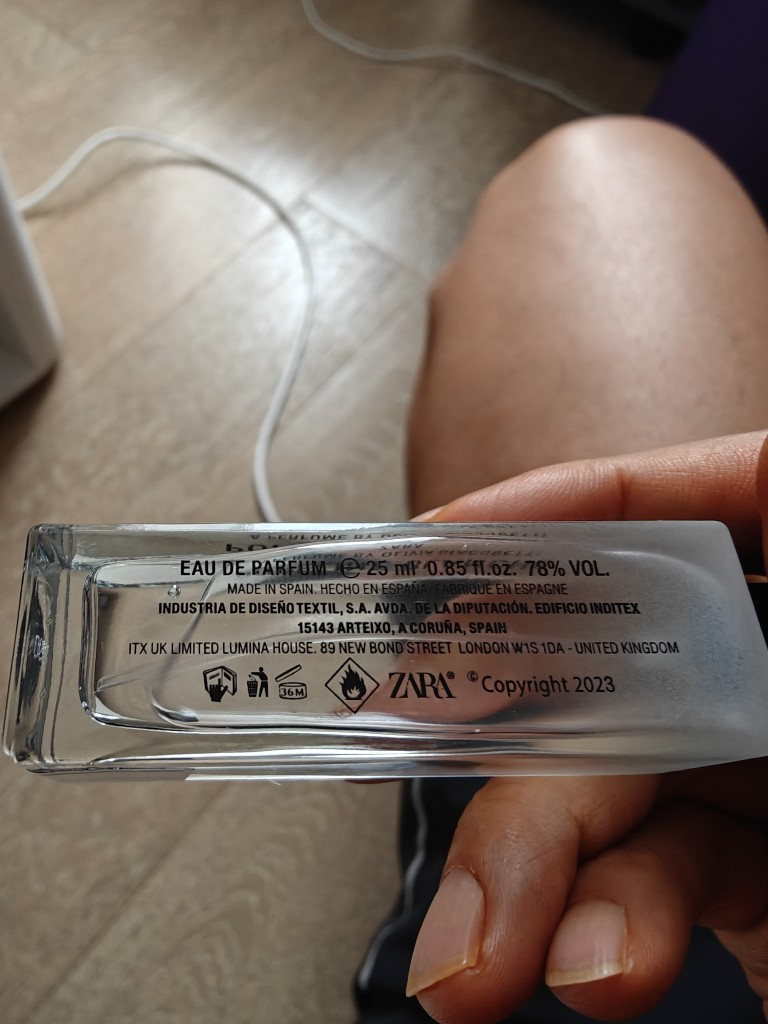 EAU DE PARFUM ℮ 25 ml 0.85 fl.oz. 78% VOL.
MADE IN SPAIN. HECHO EN ESPAÑA. FABRIQUÉ EN ESPAGNE
INDUSTRIA DE DISEÑO TEXTIL, S.A. AVDA. DE LA DIPUTACIÓN. EDIFICIO INDITEX
15143 ARTEIXO, A CORUÑA, SPAIN
ITX UK LIMITED LUMINA HOUSE. 89 NEW BOND STREET LONDON W1S 1DA - UNITED KINGDOM
36M ZARA ©Copyright 2023